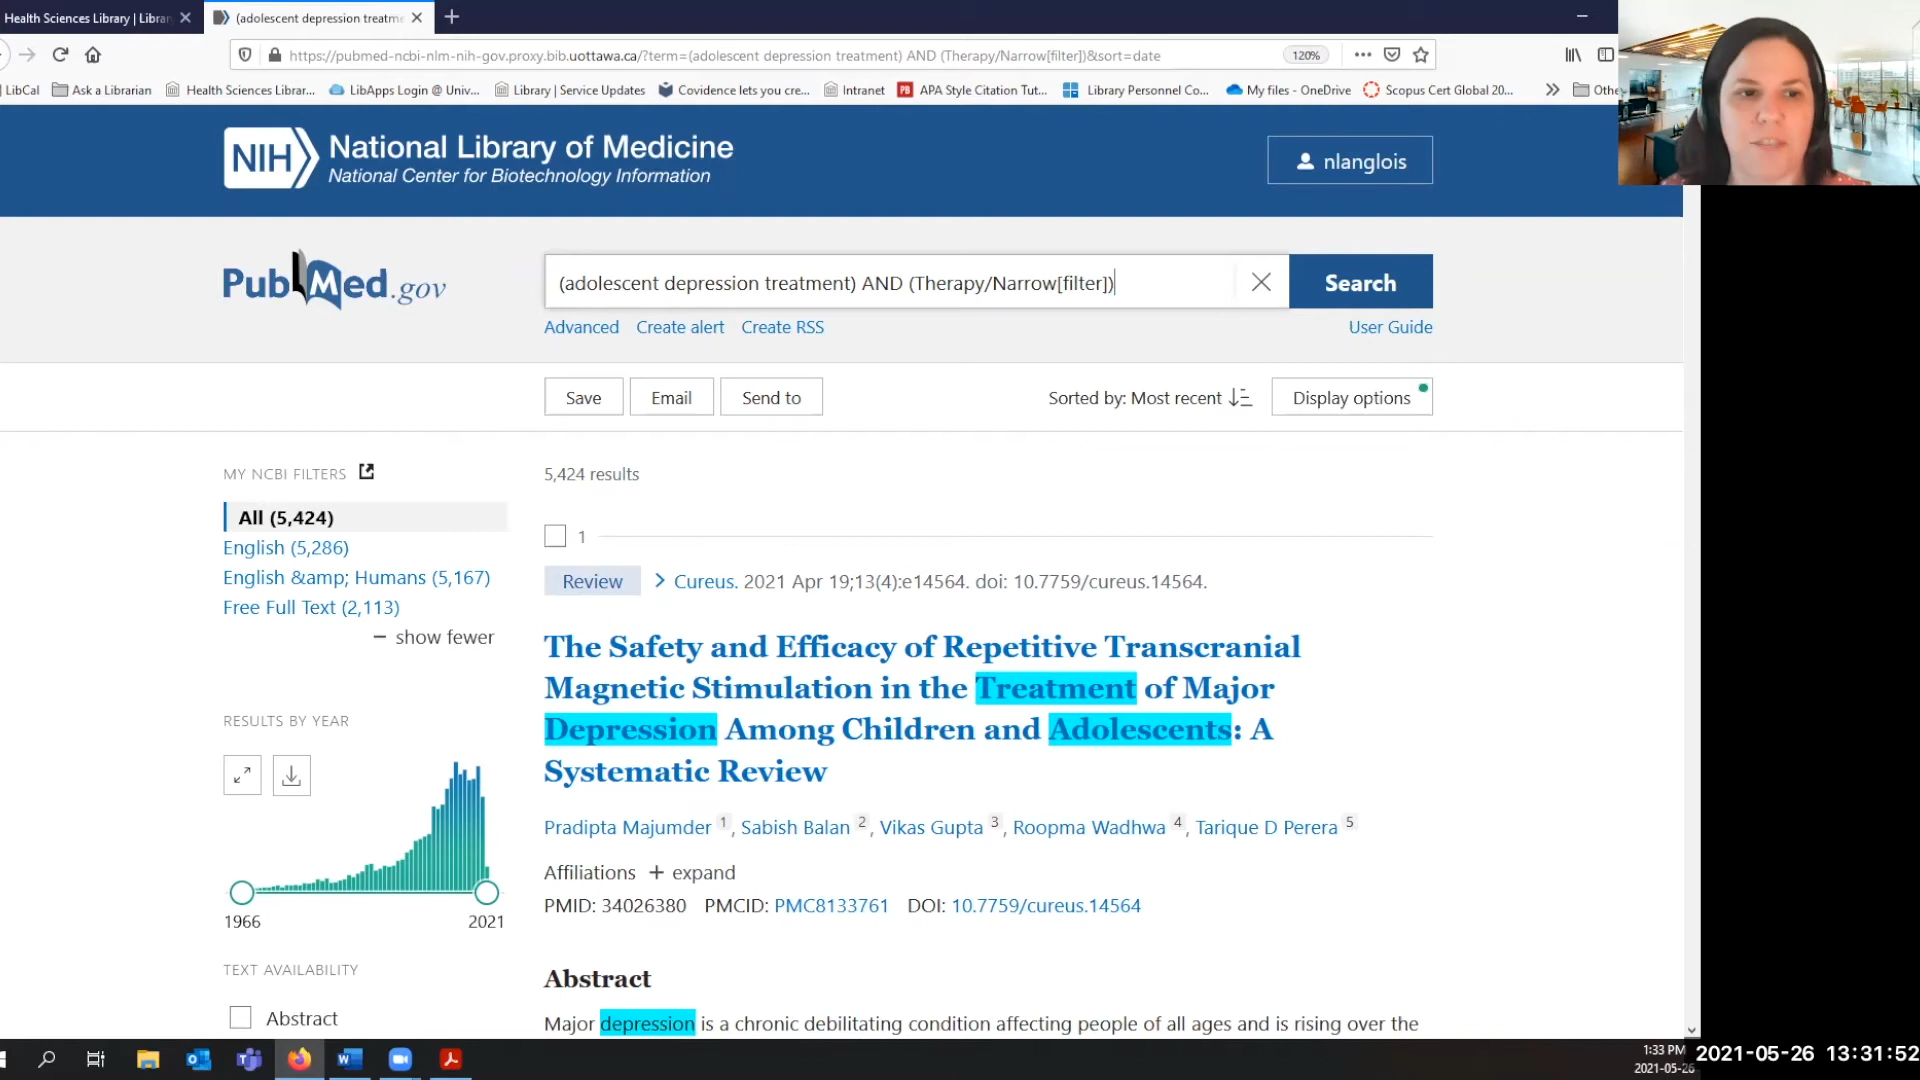 Health Sciences Library | Librar
(adolescent depression treatme
https://pubmed-ncbi-nlm-nih-gov.proxy.bib.uottawa.ca/?term=(adolescent depression treatment) AND (Therapy/Narrow[filter])&sort=date
120%
LibCal
Ask a Librarian
Health Sciences Librar...
LibApps Login @ Univ...
Library | Service Updates
Covidence lets you cre...
Intranet
PB
APA Style Citation Tut...
Library Personnel Co...
My files - OneDrive
Scopus Cert Global 20...
Othe
NIH
National Library of Medicine
National Center for Biotechnology Information
nlanglois
PubMed.gov
(adolescent depression treatment) AND (Therapy/Narrow[filter])
Search
Advanced
Create alert
Create RSS
User Guide
Save
Email
Send to
Sorted by: Most recent
Display options
MY NCBI FILTERS
All (5,424)
English (5,286)
English &amp; Humans (5,167)
Free Full Text (2,113)
— show fewer
RESULTS BY YEAR
1966
2021
TEXT AVAILABILITY
Abstract
5,424 results
1
Review
Cureus. 2021 Apr 19;13(4):e14564. doi: 10.7759/cureus.14564.
The Safety and Efficacy of Repetitive Transcranial
Magnetic Stimulation in the Treatment of Major
Depression Among Children and Adolescents: A
Systematic Review
Pradipta Majumder 1, Sabish Balan 2, Vikas Gupta 3, Roopma Wadhwa 4, Tarique D Perera 5
Affiliations + expand
PMID: 34026380 PMCID: PMC8133761 DOI: 10.7759/cureus.14564
Abstract
Major depression is a chronic debilitating condition affecting people of all ages and is rising over the
1:33 PM
2021-05-26
2021-05-26 13:31:52